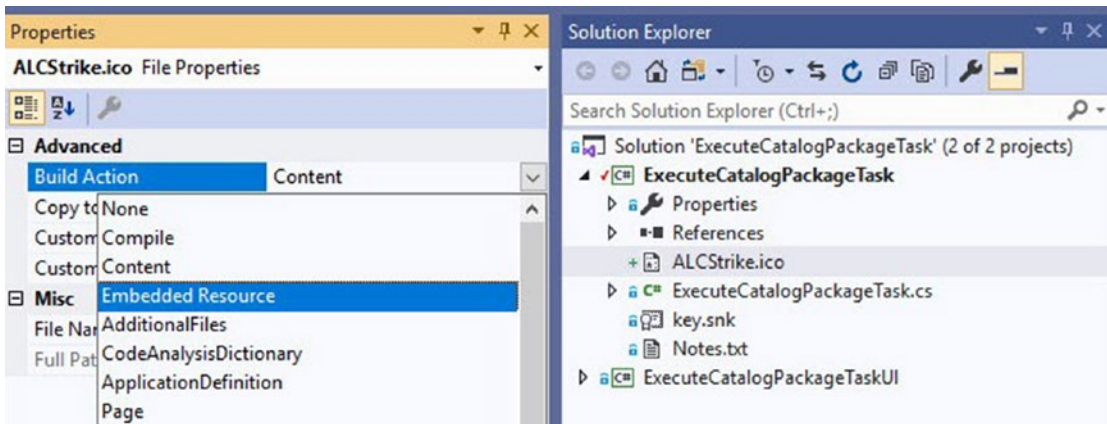 Properties
ALCStrike.ico File Properties
Advanced
Build Action Content
Copy to
None
Custom
Compile
Custom
Content
Misc
Embedded Resource
File Nar
AdditionalFiles
Full Pat
CodeAnalysisDictionary
ApplicationDefinition
Page
Solution Explorer
Search Solution Explorer (Ctrl+;)
Solution 'ExecuteCatalogPackageTask' (2 of 2 projects)
C# ExecuteCatalogPackageTask
Properties
References
ALCStrike.ico
C# ExecuteCatalogPackageTask.cs
key.snk
Notes.txt
C# ExecuteCatalogPackageTaskUI